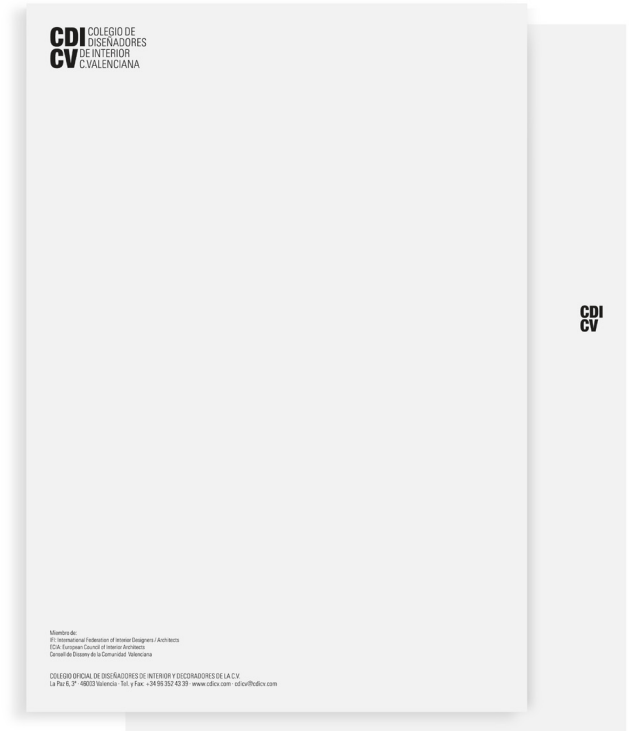 CDI COLEGIO DE
DISEÑADORES
CV DE INTERIOR
C.VALENCIANA
CDI
CV
Miembro de:
IFI: International Federation of Interior Designers / Architects
ECIA: European Council of Interior Architects
Consell de Disseny de la Comunidad Valenciana
COLEGIO OFICIAL DE DISEÑADORES DE INTERIOR Y DECORADORES DE LA C.V.
La Paz 6, 3ª · 46003 Valencia · Tel. y Fax: +34 96 352 43 39 · www.cdicv.com · cdicv@cdicv.com